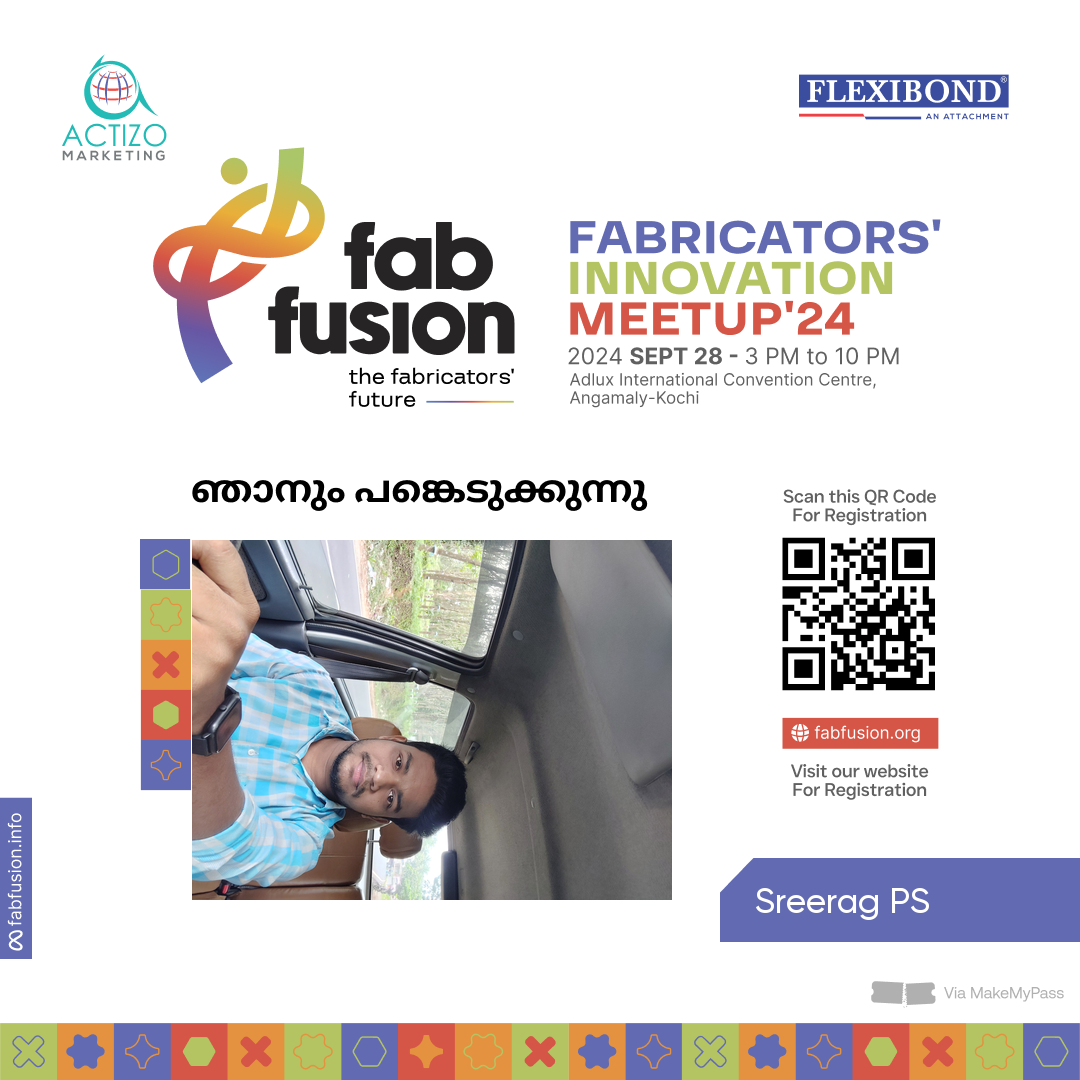 ACTIZO
MARKETING
FLEXIBOND®
AN ATTACHMENT
fab
fusion
the fabricators'
future
FABRICATORS'
INNOVATION
MEETUP'24
2024 SEPT 28 - 3 PM to 10 PM
Adlux International Convention Centre,
Angamaly-Kochi
ഞാനും പങ്കെടുക്കുന്നു
Scan this QR Code
For Registration
fabfusion.org
Visit our website
For Registration
fabfusion.info
Sreerag PS
Via MakeMyPass